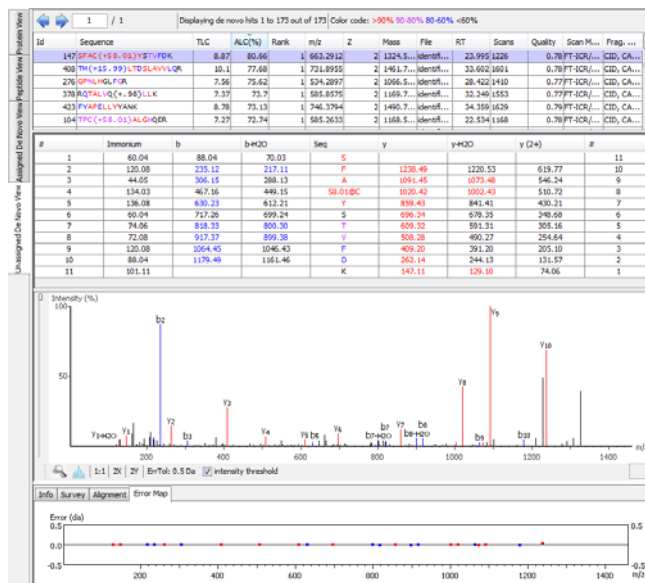 1 / 1 Displaying de novo hits 1 to 173 out of 173 Color code: >90% 90-80% 80-60% <60%
Id Sequence TLC ALC(%) Rank m/z Z Mass File RT Scans Quality Scan M... Frag. ...
147 SFAC(+58.01)YSTVFDK 8.87 80.66 1 663.2912 2 1324.5... identifi... 23.995 1226 0.78 FT-ICR/... CID, CA...
408 TM(+15.99)LTDSLAVVLQR 10.1 77.68 1 731.8955 2 1461.7... identifi... 33.602 1601 0.78 FT-ICR/... CID, CA...
276 GPNLHGLFGR 7.56 75.62 1 534.2897 2 1066.5... identifi... 28.422 1410 0.77 FT-ICR/... CID, CA...
378 RQTALVQ(+.98)LLK 7.37 73.7 1 585.8575 2 1169.7... identifi... 32.249 1553 0.77 FT-ICR/... CID, CA...
423 FYAPELLYYANK 8.78 73.13 1 746.3794 2 1490.7... identifi... 34.359 1629 0.79 FT-ICR/... CID, CA...
104 TPC(+58.01)ALGHQER 7.27 72.74 1 585.2633 2 1168.5... identifi... 22.534 1168 0.78 FT-ICR/... CID, CA...
Protein View
Peptide View
Assigned De Novo View
Unassigned De Novo View
# Immonium b b-H2O Seq y y-H2O y (2+) #
1 60.04 88.04 70.03 S 11
2 120.08 235.12 217.11 F 1238.49 1220.53 619.77 10
3 44.05 306.15 288.13 A 1091.45 1073.48 546.24 9
4 134.03 467.16 449.15 58.01@C 1020.42 1002.43 510.72 8
5 136.08 630.23 612.21 Y 859.43 841.41 430.21 7
6 60.04 717.26 699.24 S 696.34 678.35 348.68 6
7 74.06 818.33 800.30 T 609.32 591.31 305.16 5
8 72.08 917.37 899.38 V 508.28 490.27 254.64 4
9 120.08 1064.45 1046.43 F 409.20 391.20 205.10 3
10 88.04 1179.49 1161.46 D 262.14 244.13 131.57 2
11 101.11 K 147.11 129.10 74.06 1
Intensity (%)
100
50
y1-H2O y1 y2 b2 b3 y3 y4 y5 b5 y6 b7-H2O b7 y7 b8-H2O b8 y8 b9 y9 b10 y10
200 400 600 800 1000 1200 1400 m/z
1:1 2X 2Y ErrTol: 0.5 Da intensity threshold
Info Survey Alignment Error Map
Error (da)
0.5 0.5
0.0
-0.5 -0.5
200 400 600 800 1000 1200 1400 m/z